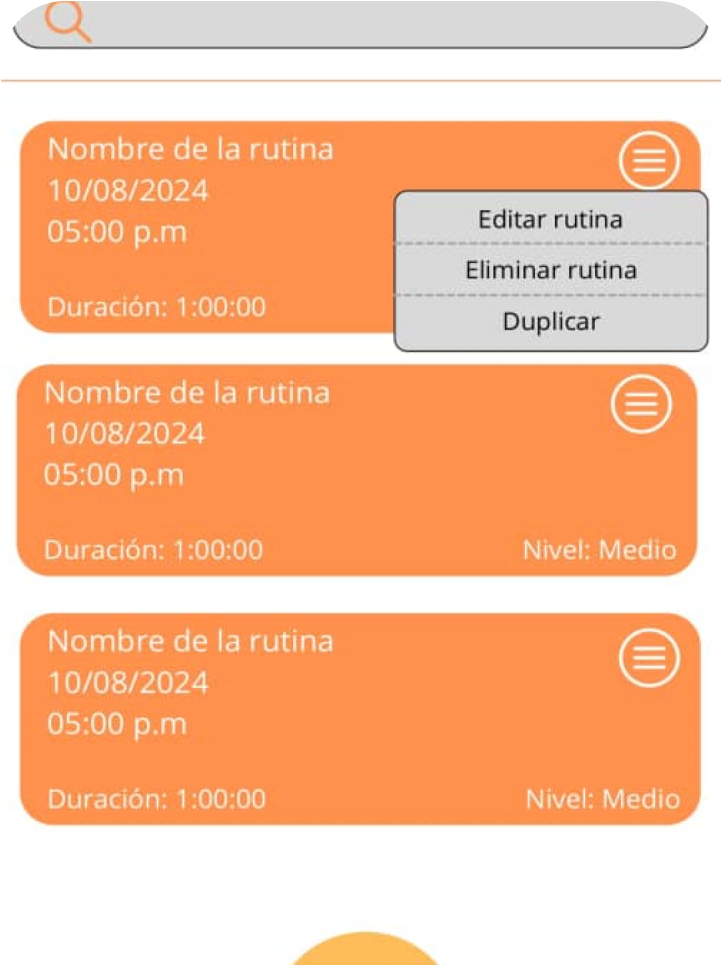 Nombre de la rutina
10/08/2024
05:00 p.m
Duración: 1:00:00
Editar rutina
Eliminar rutina
Duplicar
Nombre de la rutina
10/08/2024
05:00 p.m
Duración: 1:00:00
Nivel: Medio
Nombre de la rutina
10/08/2024
05:00 p.m
Duración: 1:00:00
Nivel: Medio